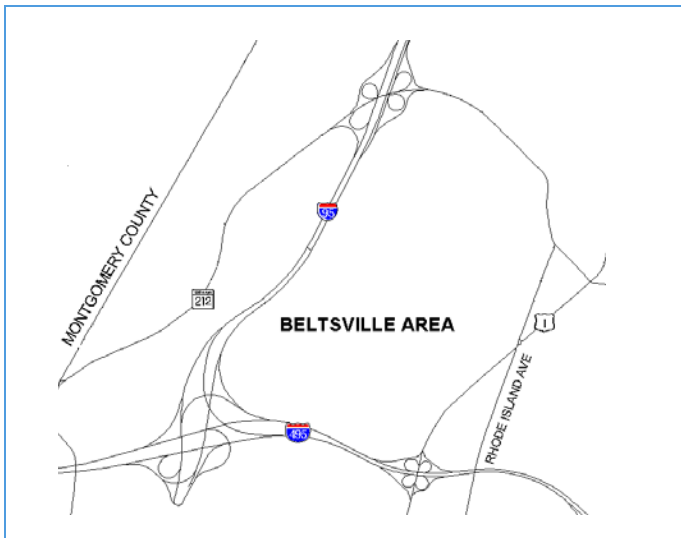 MONTGOMERY COUNTY
95
212
BELTSVILLE AREA
1
RHODE ISLAND AVE
495